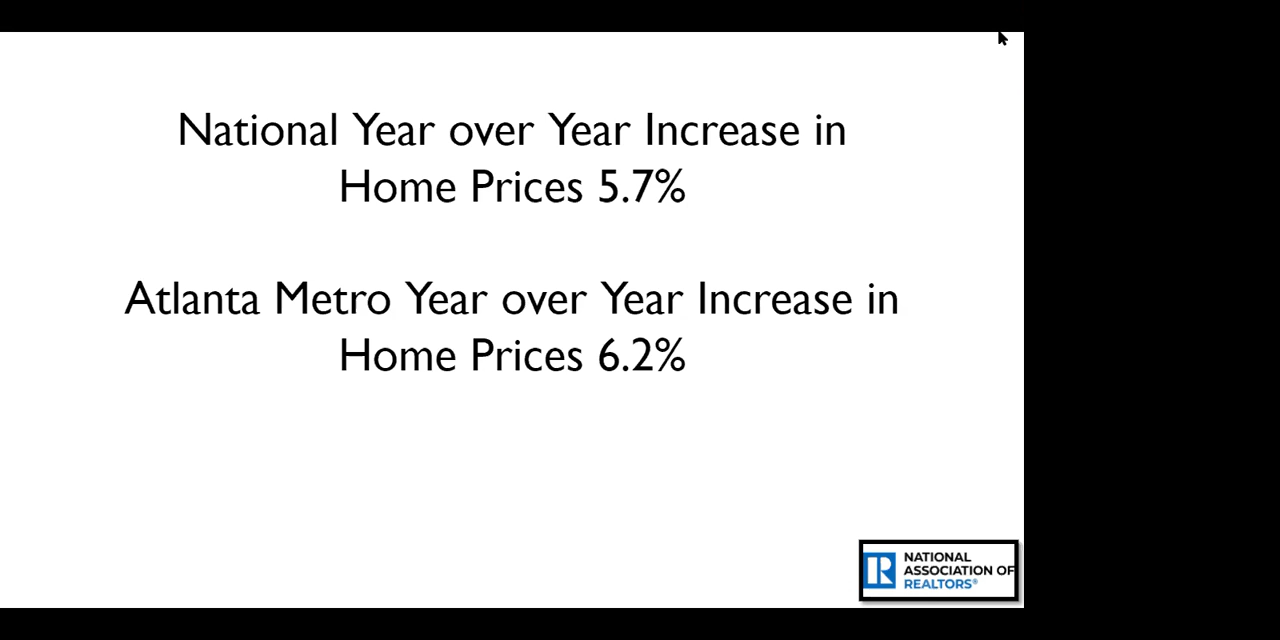 National Year over Year Increase in
Home Prices 5.7%
Atlanta Metro Year over Year Increase in
Home Prices 6.2%
NATIONAL
ASSOCIATION OF
REALTORS®